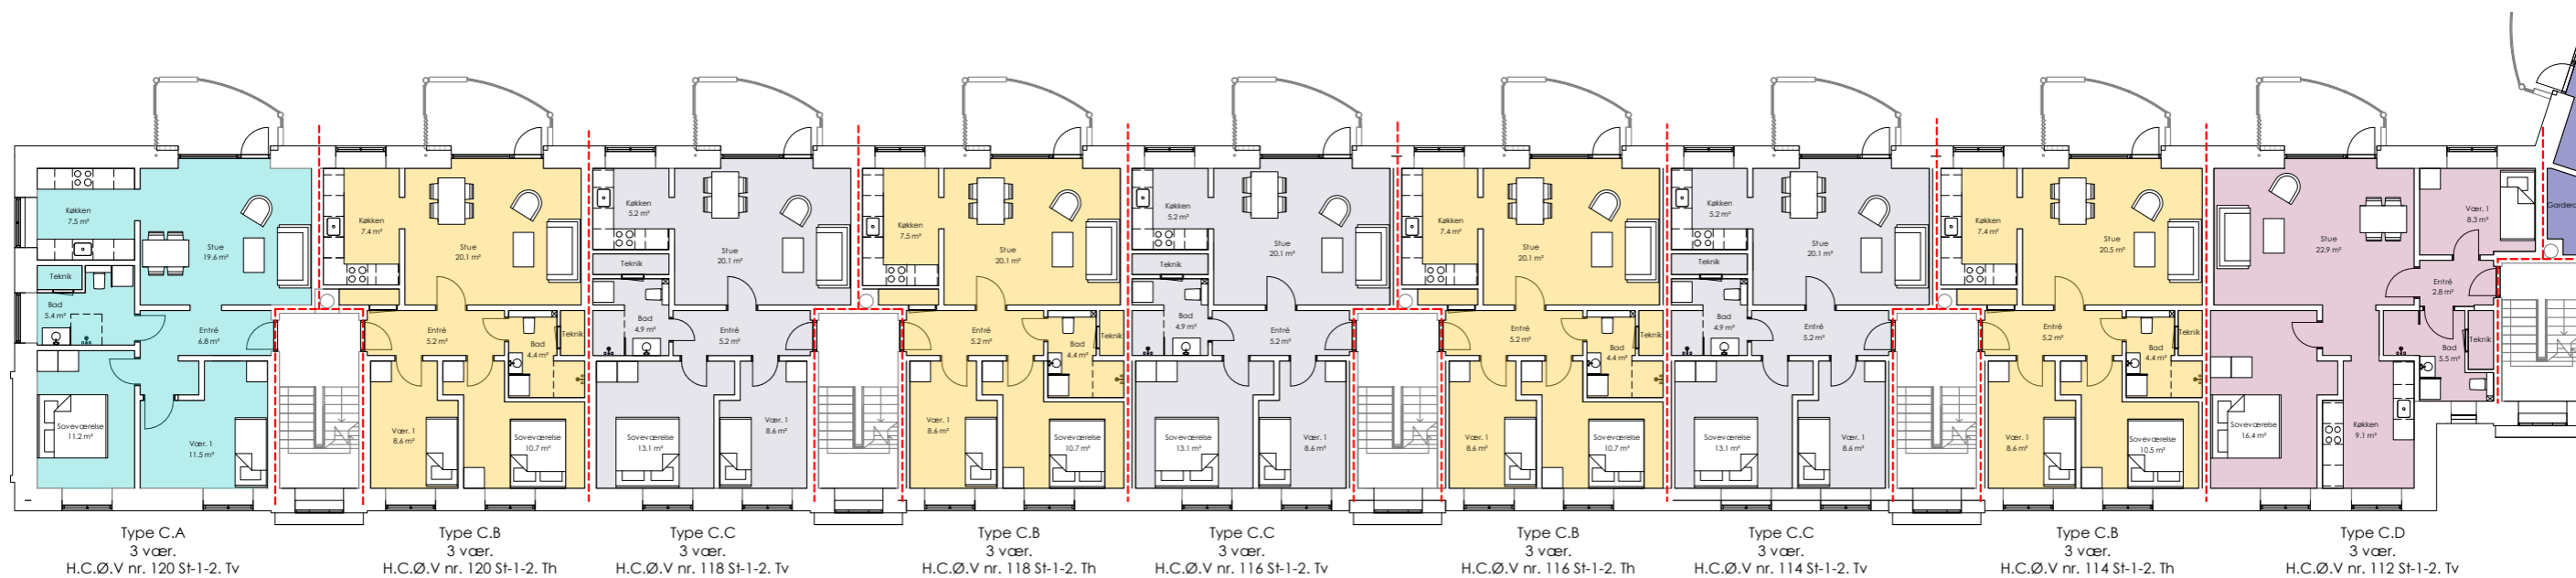 Køkken
7.5 m²
Stue
19.6 m²
Teknik
Bad
5.4 m²
Entré
6.8 m²
Soveværelse
11.2 m²
Vær. 1
11.5 m²
Type C.A
3 vær.
H.C.Ø.V nr. 120 St-1-2. Tv
Køkken
7.4 m²
Stue
20.1 m²
Entré
5.2 m²
Bad
4.4 m²
Teknik
Vær. 1
8.6 m²
Soveværelse
10.7 m²
Type C.B
3 vær.
H.C.Ø.V nr. 120 St-1-2. Th
Køkken
5.2 m²
Stue
20.1 m²
Teknik
Bad
4.9 m²
Entré
5.2 m²
Soveværelse
13.1 m²
Vær. 1
8.6 m²
Type C.C
3 vær.
H.C.Ø.V nr. 118 St-1-2. Tv
Køkken
7.5 m²
Stue
20.1 m²
Entré
5.2 m²
Bad
4.4 m²
Teknik
Vær. 1
8.6 m²
Soveværelse
10.7 m²
Type C.B
3 vær.
H.C.Ø.V nr. 118 St-1-2. Th
Køkken
5.2 m²
Stue
20.1 m²
Teknik
Bad
4.9 m²
Entré
5.2 m²
Soveværelse
13.1 m²
Vær. 1
8.6 m²
Type C.C
3 vær.
H.C.Ø.V nr. 116 St-1-2. Tv
Køkken
7.4 m²
Stue
20.1 m²
Entré
5.2 m²
Bad
4.4 m²
Teknik
Vær. 1
8.6 m²
Soveværelse
10.7 m²
Type C.B
3 vær.
H.C.Ø.V nr. 116 St-1-2. Th
Køkken
5.2 m²
Stue
20.1 m²
Teknik
Bad
4.9 m²
Entré
5.2 m²
Soveværelse
13.1 m²
Vær. 1
8.6 m²
Type C.C
3 vær.
H.C.Ø.V nr. 114 St-1-2. Tv
Køkken
7.4 m²
Stue
20.5 m²
Entré
5.2 m²
Bad
4.4 m²
Teknik
Vær. 1
8.6 m²
Soveværelse
10.5 m²
Type C.B
3 vær.
H.C.Ø.V nr. 114 St-1-2. Th
Stue
22.9 m²
Vær. 1
8.3 m²
Entré
2.8 m²
Bad
5.5 m²
Teknik
Soveværelse
16.4 m²
Køkken
9.1 m²
Type C.D
3 vær.
H.C.Ø.V nr. 112 St-1-2. Tv